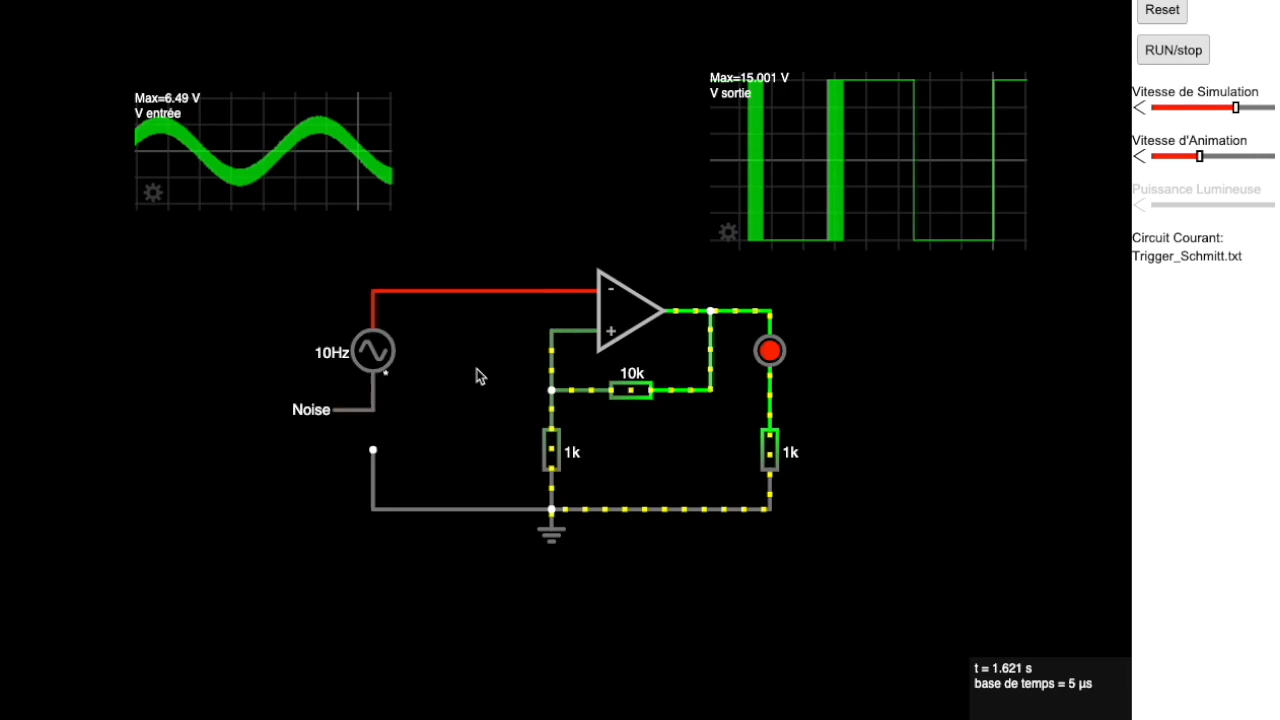 Reset
RUN/stop
Max=6.49 V
V entrée
Max=15.001 V
V sortie
Vitesse de Simulation
Vitesse d'Animation
Puissance Lumineuse
Circuit Courant:
Trigger_Schmitt.txt
-
+
10Hz
*
Noise
10k
1k
1k
t = 1.621 s
base de temps = 5 µs